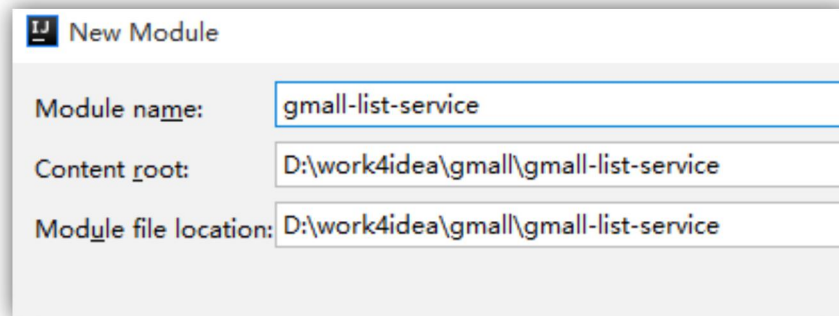 IJ New Module
Module name: gmall-list-service
Content root: D:\work4idea\gmall\gmall-list-service
Module file location: D:\work4idea\gmall\gmall-list-service